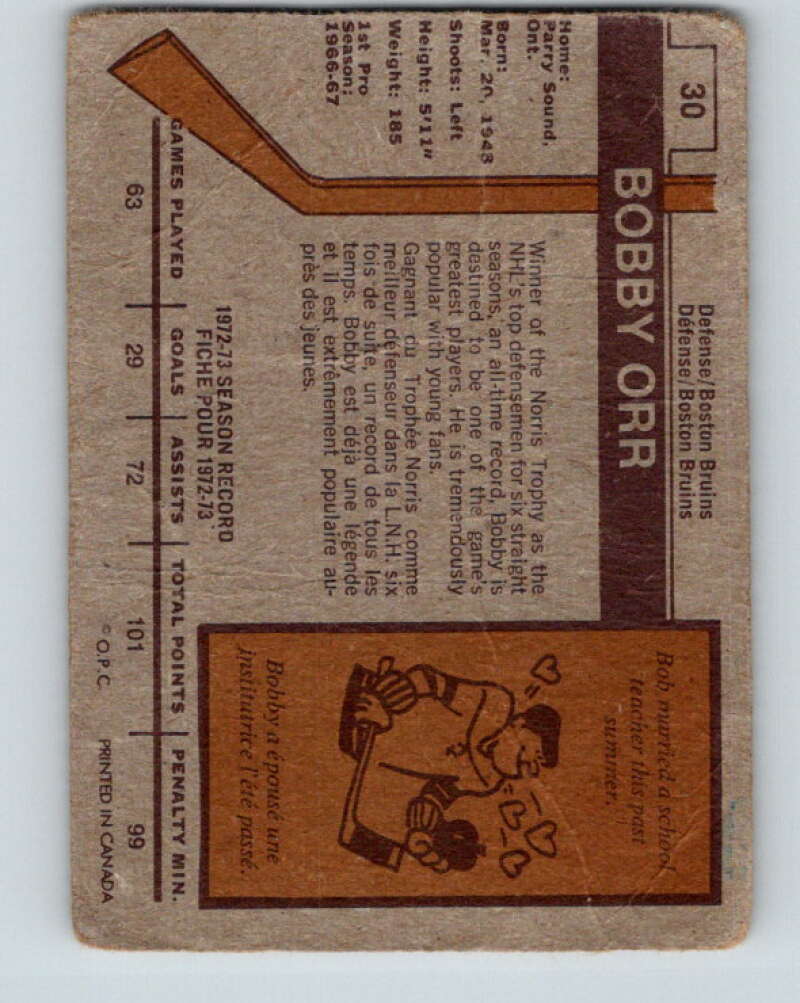 30
BOBBY ORR
Defense/Boston Bruins
Défense/Boston Bruins
Home:
Parry Sound,
Ont.
Born:
Mar. 20, 1948
Shoots: Left
Height: 5'11"
Weight: 185
1st Pro
Season:
1966-67
Winner of the Norris Trophy as the
NHL's top defensemen for six straight
seasons, an all-time record, Bobby is
destined to be one of the game's
greatest players. He is tremendously
popular with young fans.
Gagnant du Trophée Norris comme
meilleur défenseur dans la L.N.H. six
fois de suite, un record de tous les
temps. Bobby est déjà une légende
et il est extrêmement populaire au-
près des jeunes.
Bob married a school
teacher this past
summer.
Bobby a épousé une
institutrice l'été passé.
1972-73 SEASON RECORD
FICHE POUR 1972-73
GAMES PLAYED GOALS ASSISTS TOTAL POINTS PENALTY MIN.
63 29 72 101 99
© O.P.C. PRINTED IN CANADA